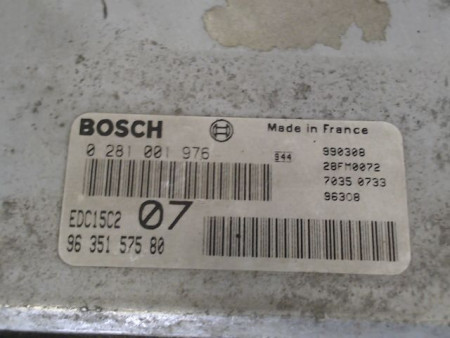 BOSCH
Made in France
0 281 001 976
S44
990308
28FM0072
7035 0733
96308
EDC15C2
07
96 351 575 80